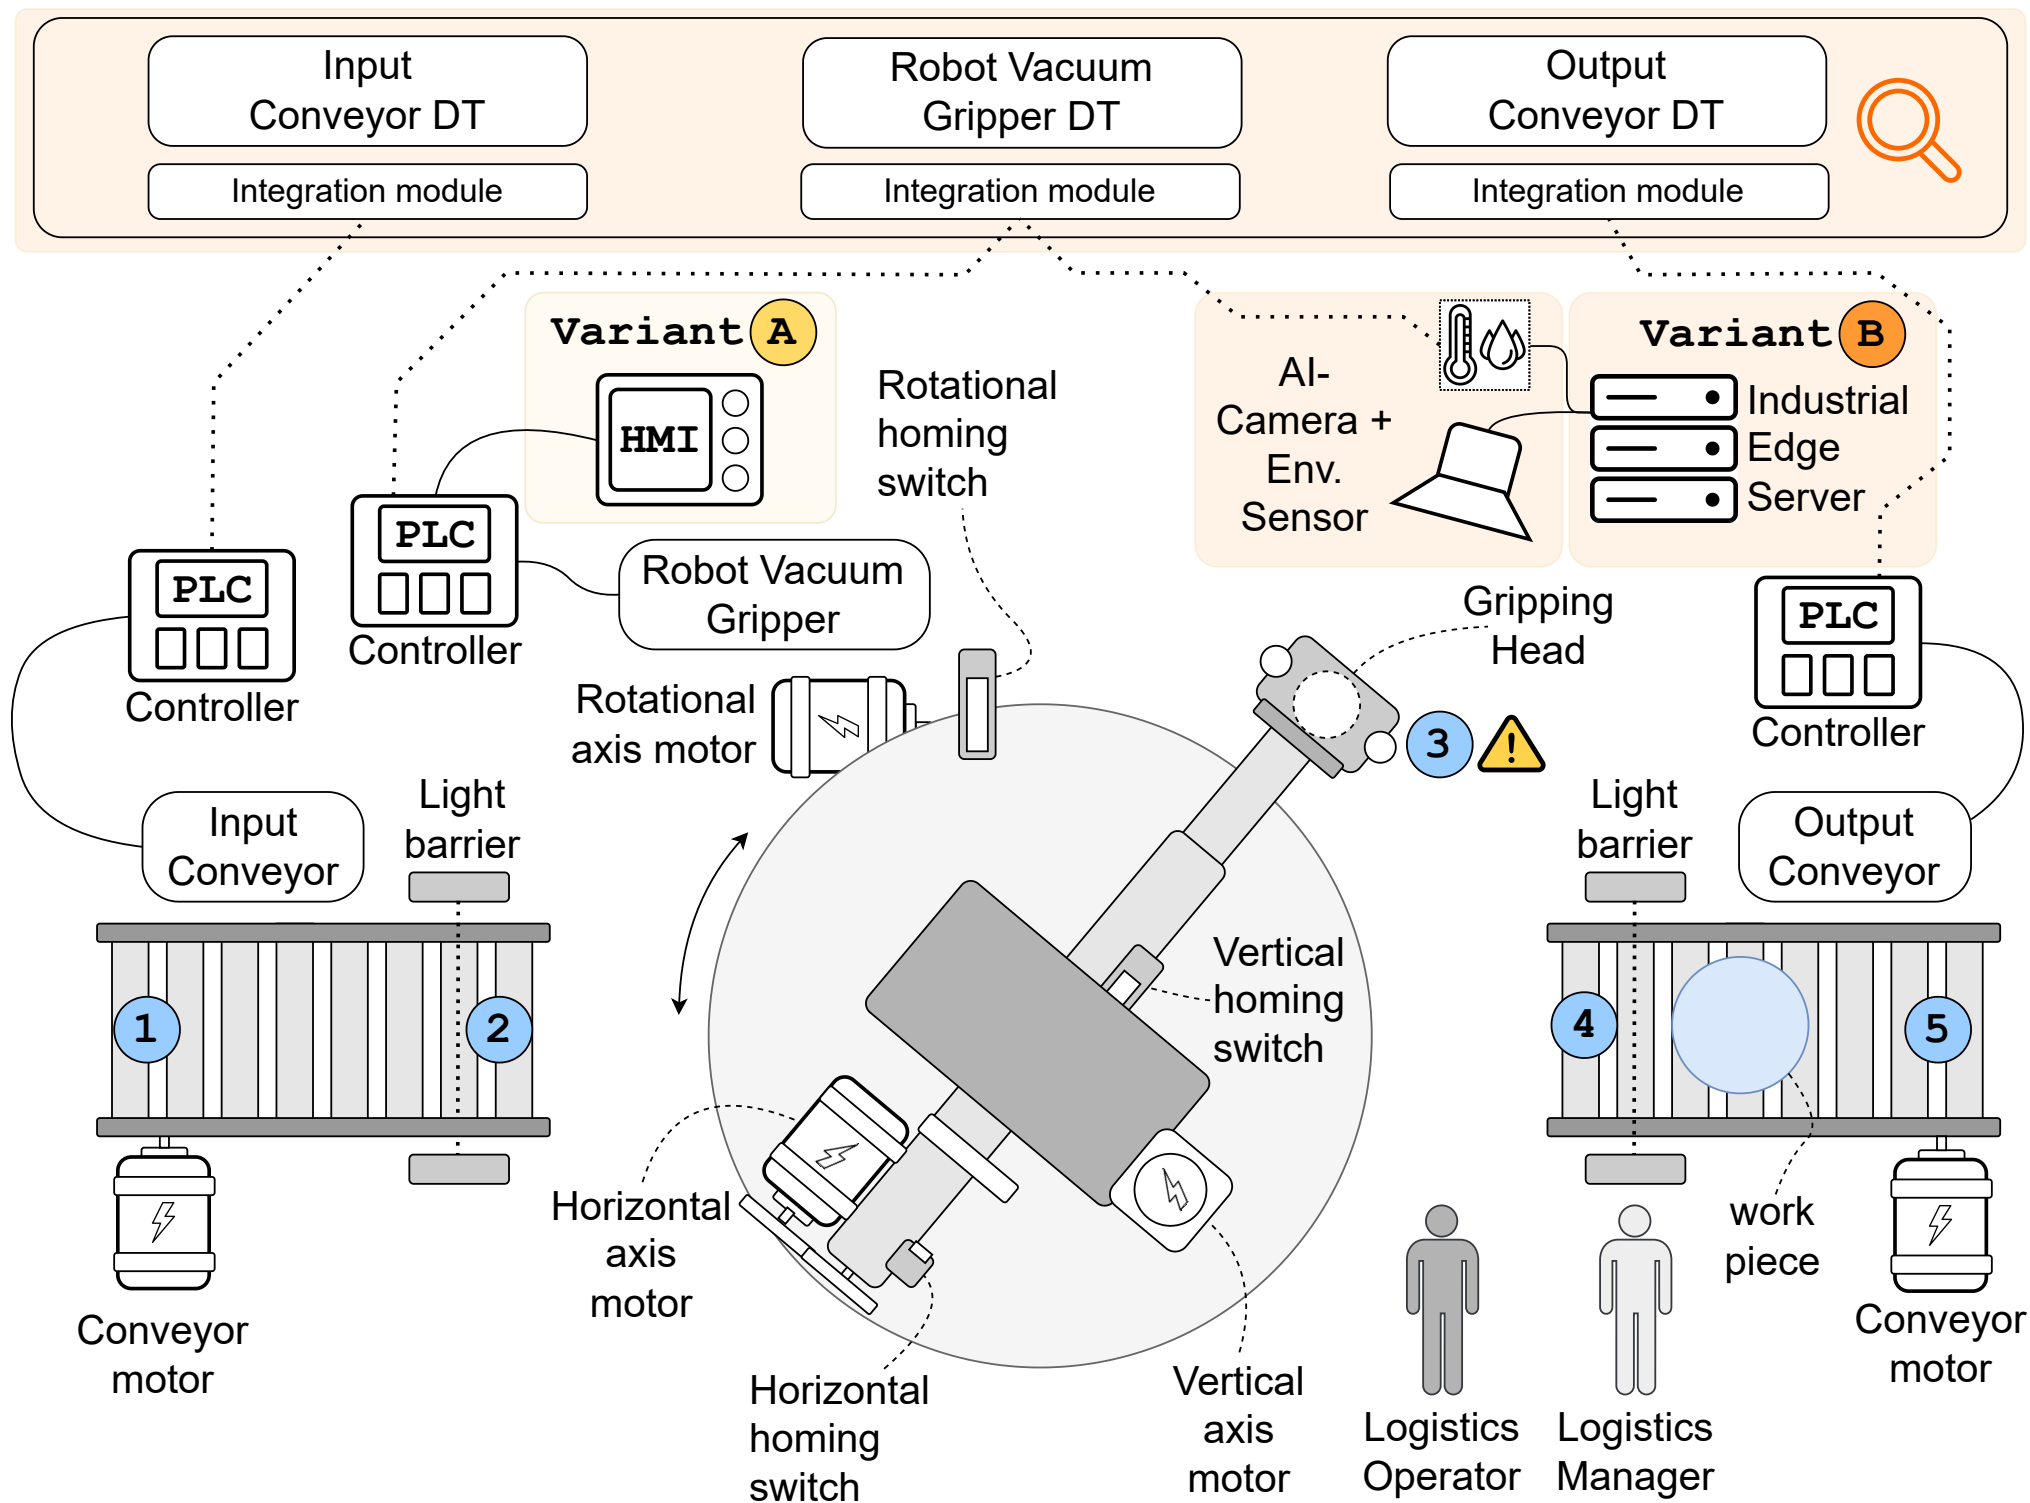 Input
Conveyor DT
Integration module
Robot Vacuum
Gripper DT
Integration module
Output
Conveyor DT
Integration module
Variant A
HMI
Rotational
homing
switch
AI-
Camera +
Env.
Sensor
Variant B
Industrial
Edge
Server
PLC
Controller
PLC
Controller
Robot Vacuum
Gripper
Gripping
Head
PLC
Controller
Rotational
axis motor
3
!
Input
Conveyor
Light
barrier
Light
barrier
Output
Conveyor
1
2
Vertical
homing
switch
4
5
Conveyor
motor
Horizontal
axis
motor
Horizontal
homing
switch
Vertical
axis
motor
Logistics
Operator
Logistics
Manager
work
piece
Conveyor
motor